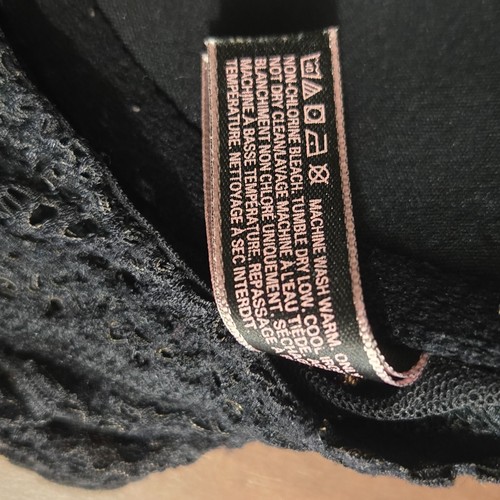 MACHINE WASH WARM. ONLY
NON-CHLORINE BLEACH. TUMBLE DRY LOW. COOL
NOT DRY CLEAN. LAVAGE MACHINE À L'EAU TIÈDE
BLANCHIMENT NON CHLORÉ UNIQUEMENT.
MACHINE À BASSE TEMPÉRATURE. REPASSAGE
TEMPÉRATURE. NETTOYAGE À SEC INTERDIT